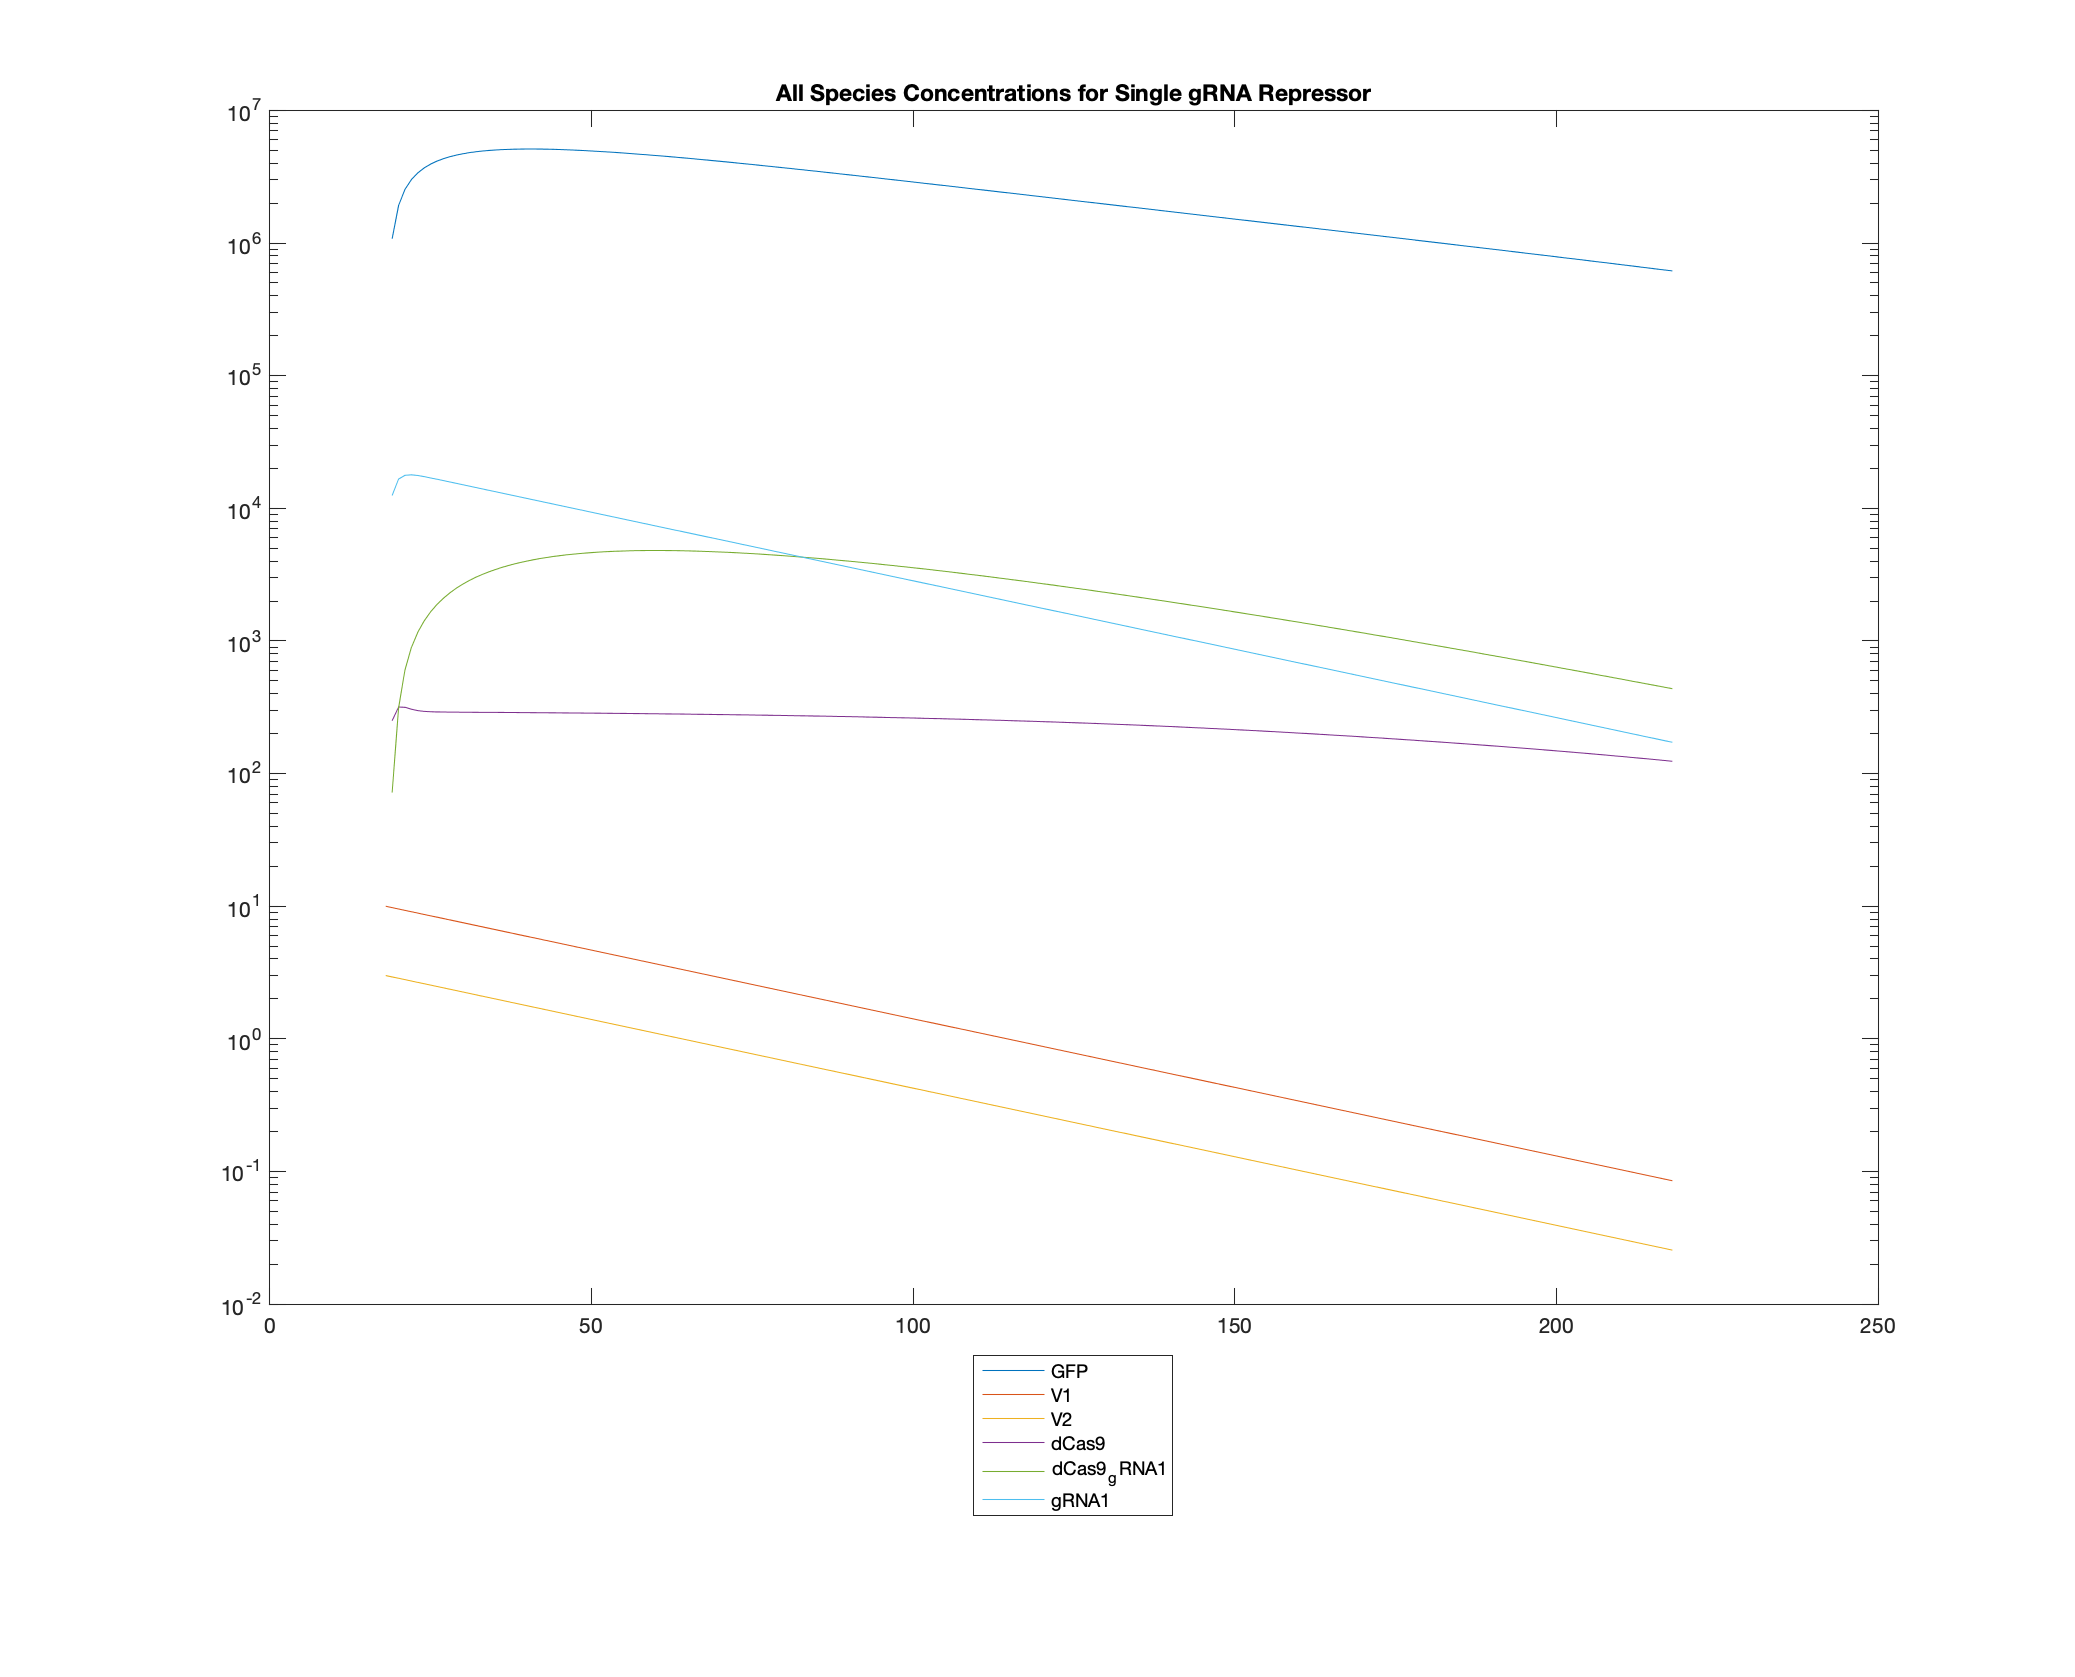 All Species Concentrations for Single gRNA Repressor
10^7
10^6
10^5
10^4
10^3
10^2
10^1
10^0
10^-1
10^-2
0 50 100 150 200 250
GFP
V1
V2
dCas9
dCas9_gRNA1
gRNA1